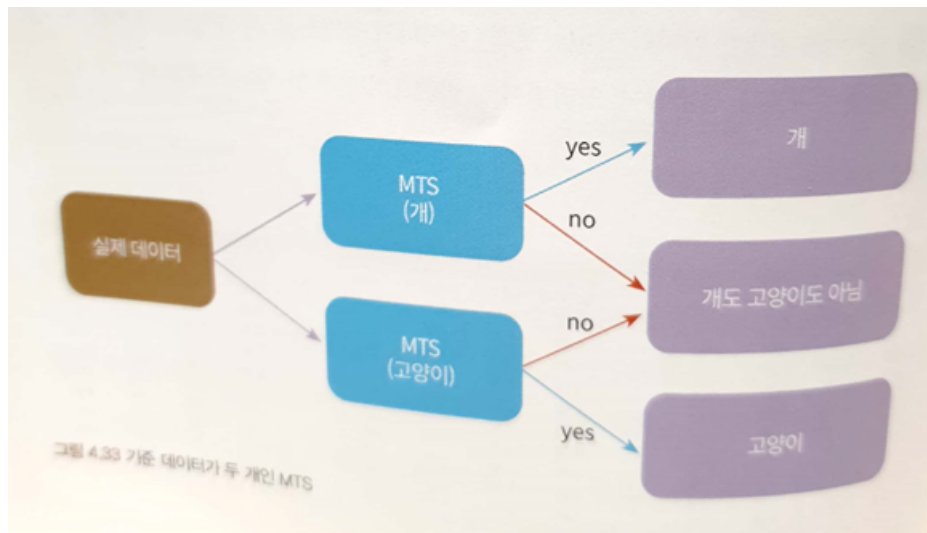 실제 데이터
MTS
(개)
MTS
(고양이)
yes
no
no
yes
개
개도 고양이도 아님
고양이
그림 4.33 기준 데이터가 두 개인 MTS